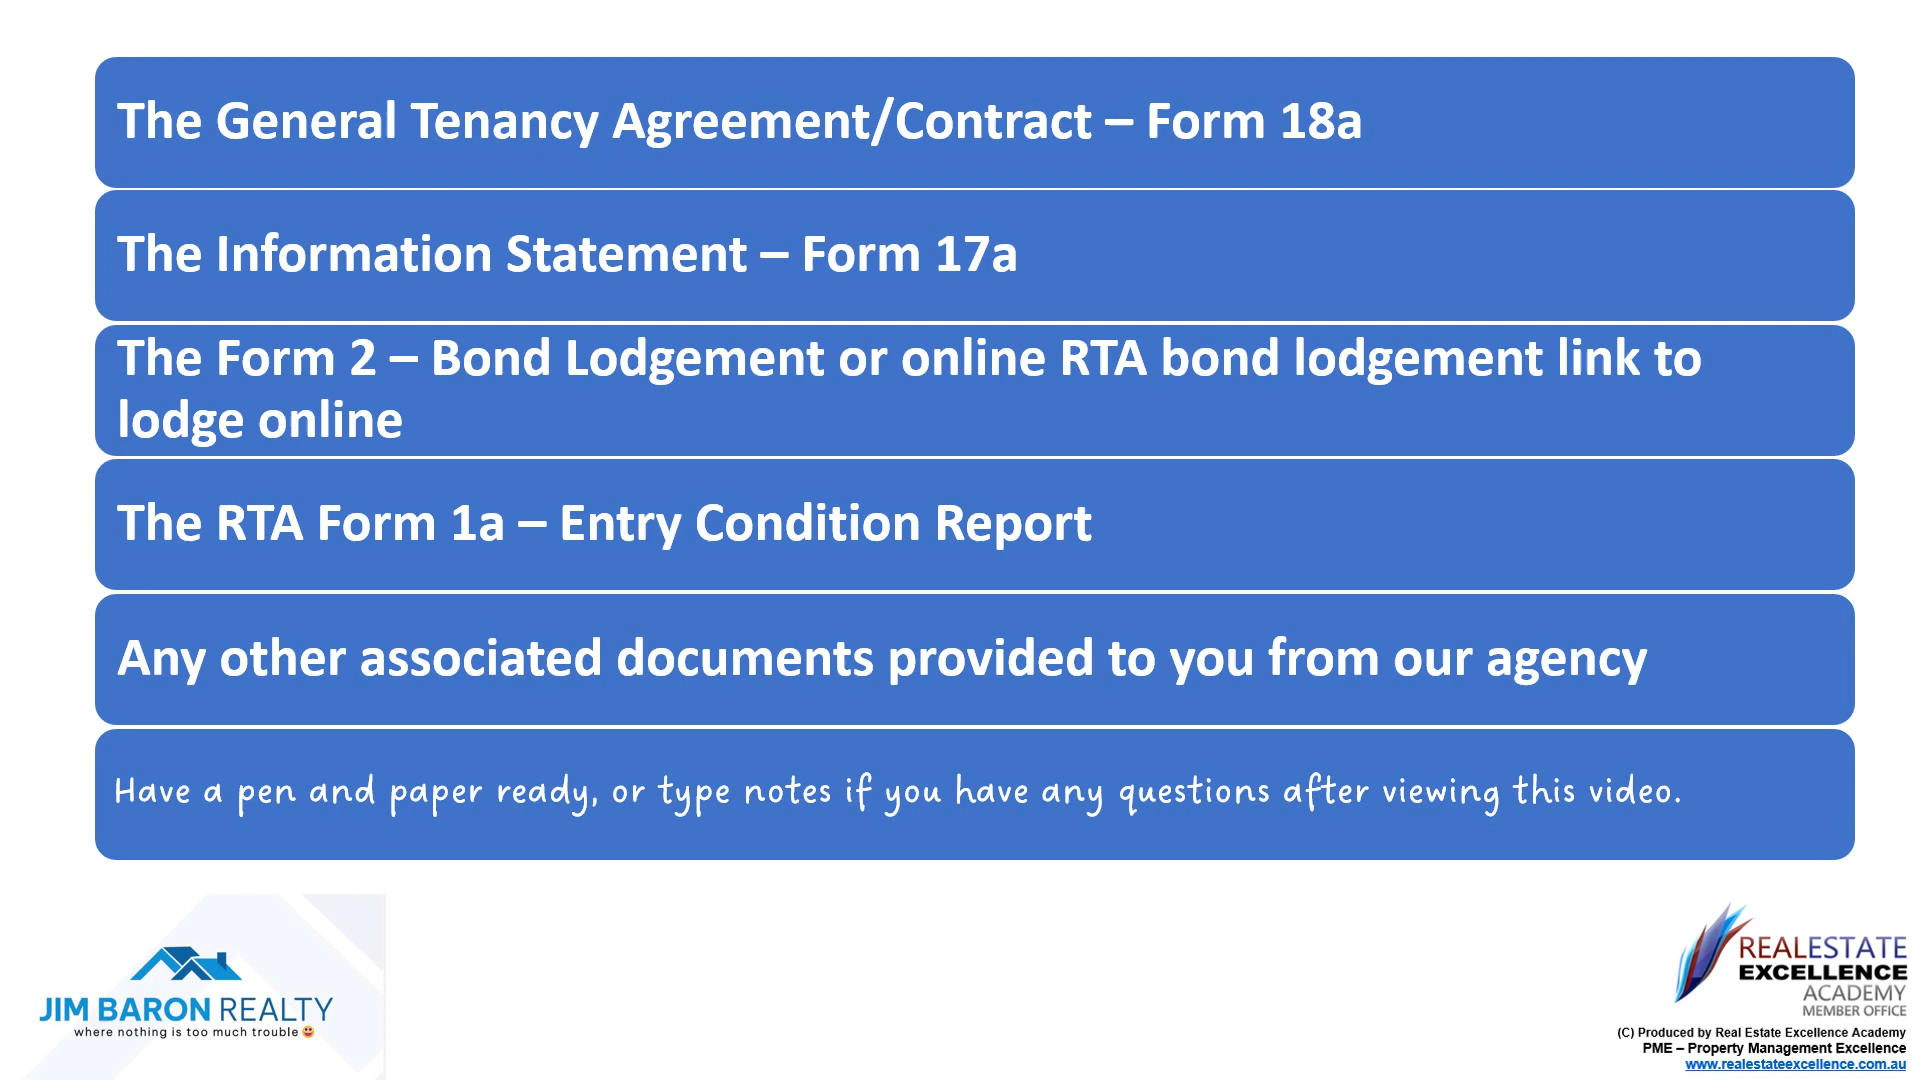 The General Tenancy Agreement/Contract – Form 18a
The Information Statement – Form 17a
The Form 2 – Bond Lodgement or online RTA bond lodgement link to
lodge online
The RTA Form 1a – Entry Condition Report
Any other associated documents provided to you from our agency
Have a pen and paper ready, or type notes if you have any questions after viewing this video.
JIM BARON REALTY
where nothing is too much trouble 😀
REALESTATE
EXCELLENCE
ACADEMY
MEMBER OFFICE
(C) Produced by Real Estate Excellence Academy
PME – Property Management Excellence
www.realestateexcellence.com.au